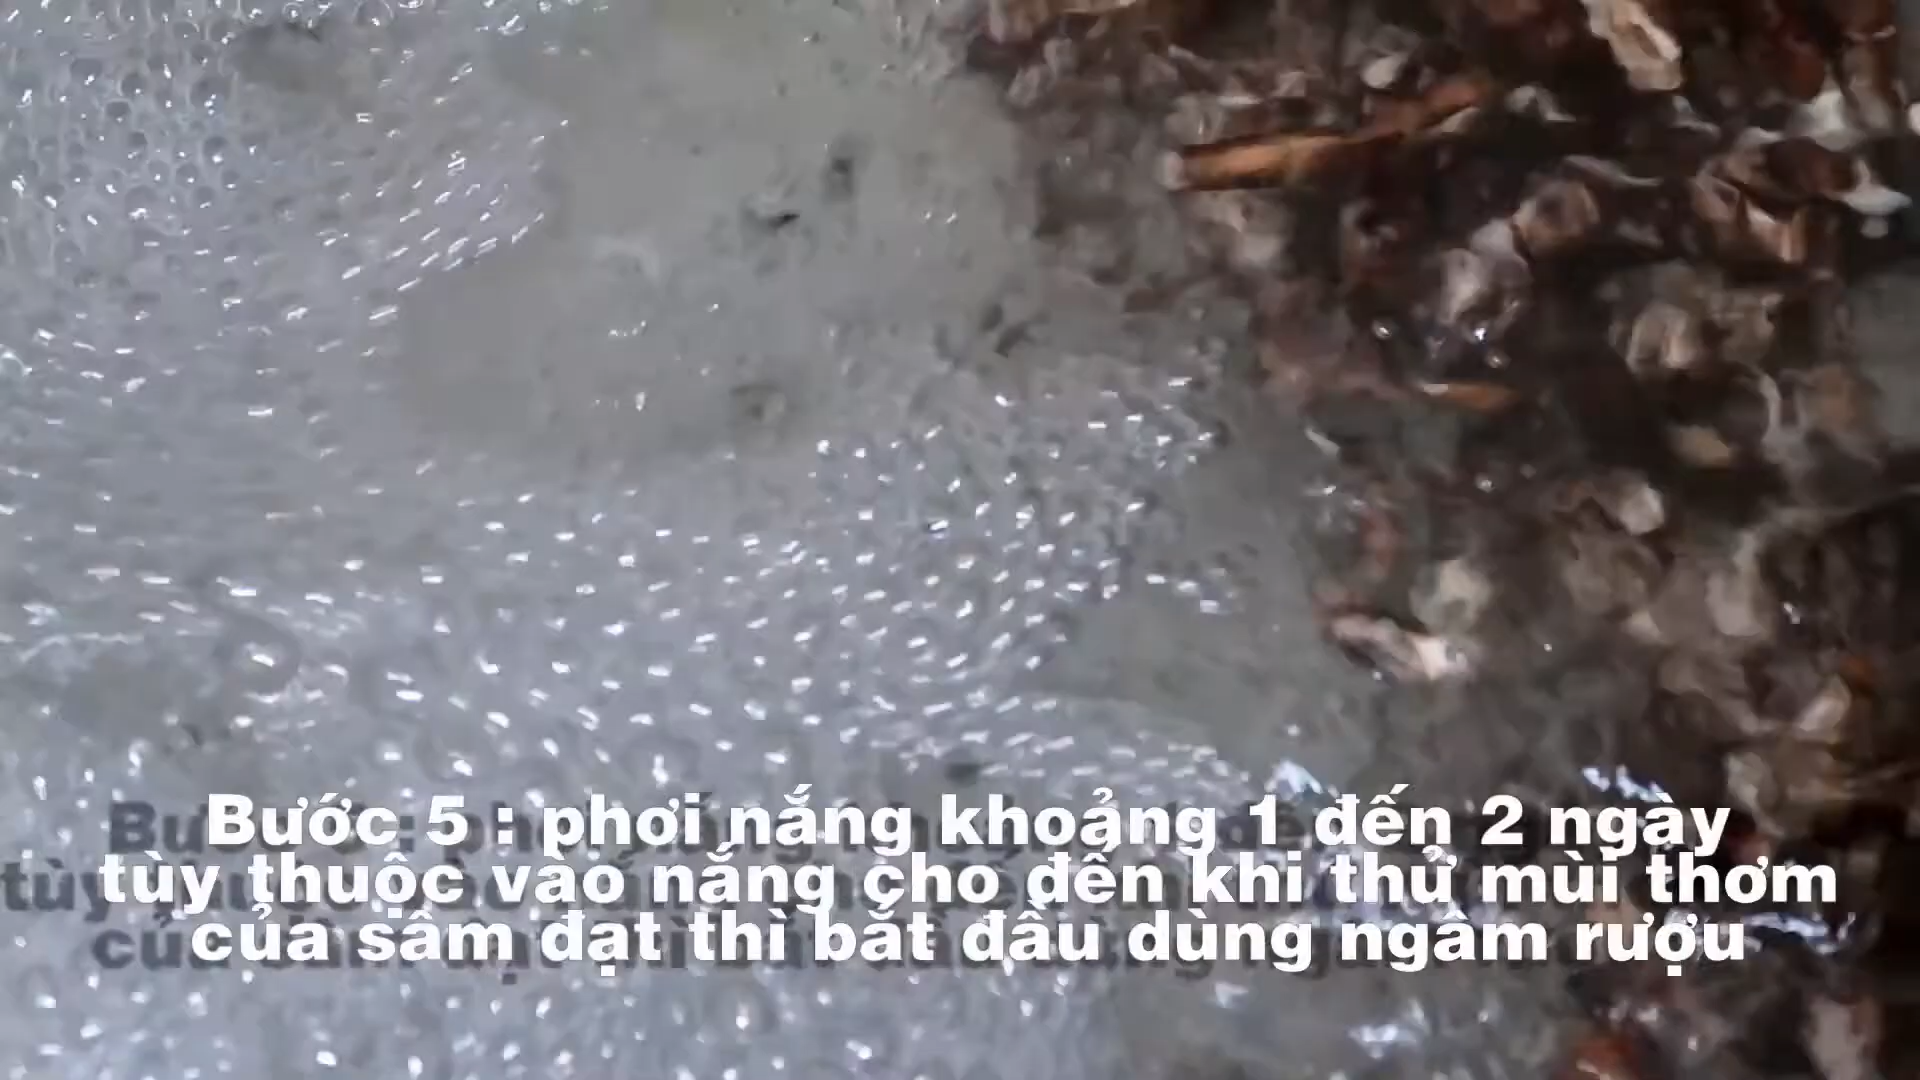 Bước 5 : phơi nắng khoảng 1 đến 2 ngày
tùy thuộc vào nắng cho đến khi thử mùi thơm
của sâm đạt thì bắt đầu dùng ngâm rượu